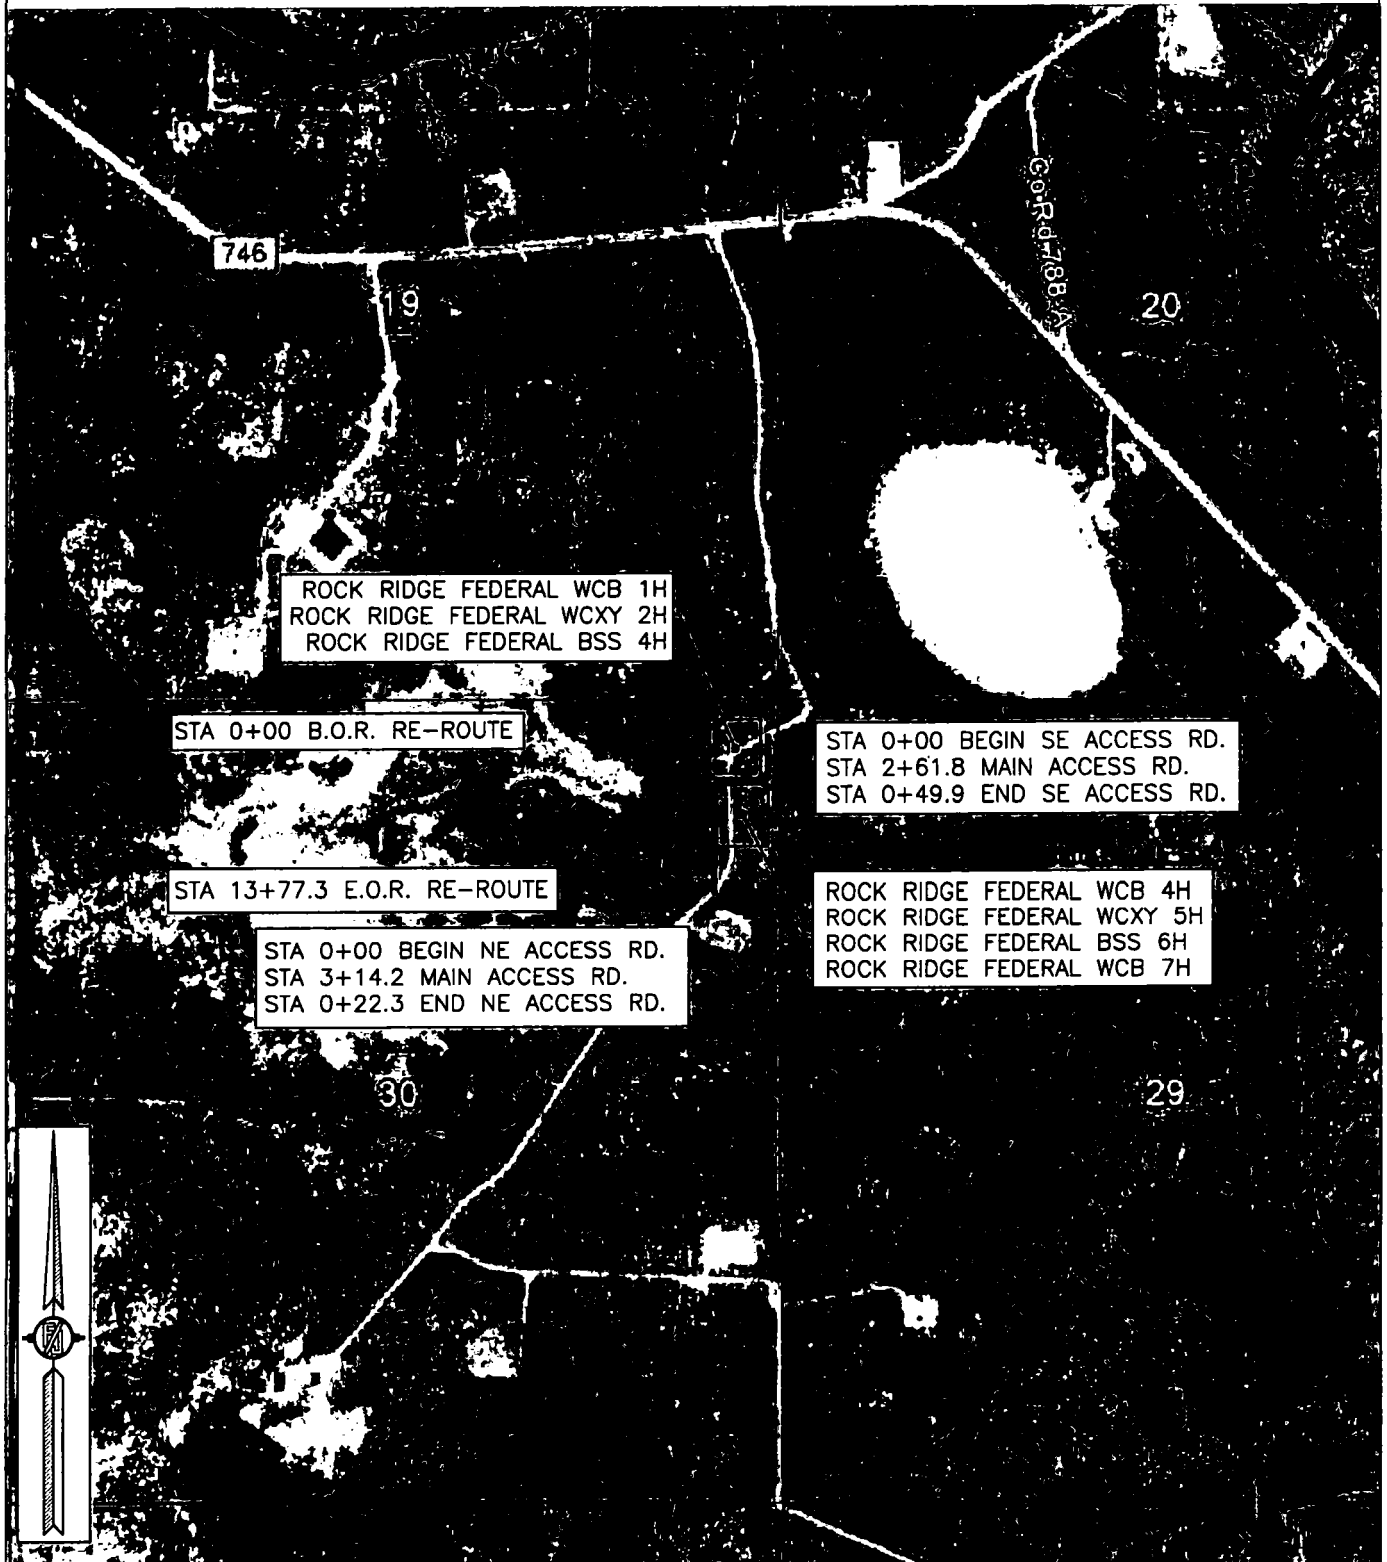 746
Co Rd 788 A
19
20
ROCK RIDGE FEDERAL WCB 1H
ROCK RIDGE FEDERAL WCXY 2H
ROCK RIDGE FEDERAL BSS 4H
STA 0+00 B.O.R. RE-ROUTE
STA 0+00 BEGIN SE ACCESS RD.
STA 2+61.8 MAIN ACCESS RD.
STA 0+49.9 END SE ACCESS RD.
STA 13+77.3 E.O.R. RE-ROUTE
ROCK RIDGE FEDERAL WCB 4H
ROCK RIDGE FEDERAL WCXY 5H
ROCK RIDGE FEDERAL BSS 6H
ROCK RIDGE FEDERAL WCB 7H
STA 0+00 BEGIN NE ACCESS RD.
STA 3+14.2 MAIN ACCESS RD.
STA 0+22.3 END NE ACCESS RD.
30
29